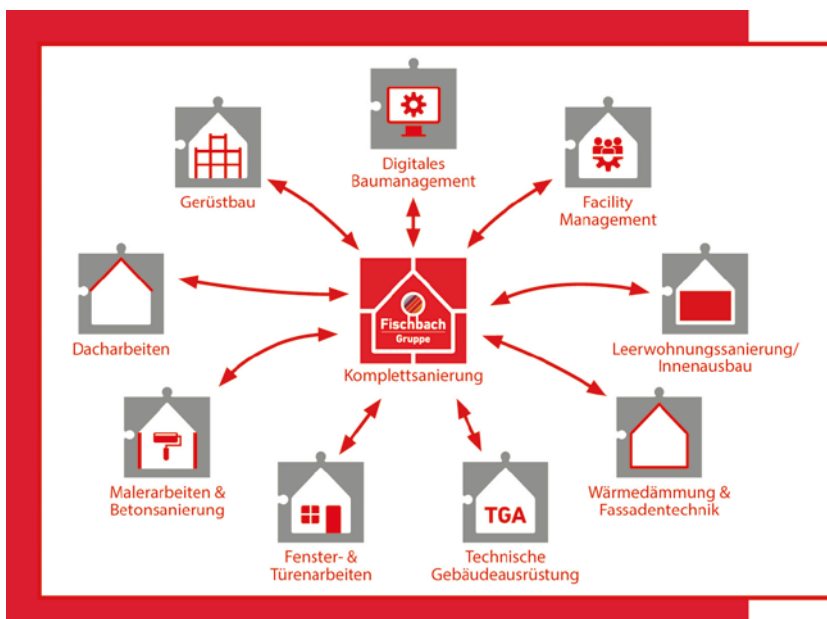 Digitales
Baumanagement
Gerüstbau
Facility
Management
Dacharbeiten
Fischbach
Gruppe
Komplettsanierung
Leerwohnungssanierung/
Innenausbau
Malerarbeiten &
Betonsanierung
Wärmedämmung &
Fassadentechnik
Fenster- &
Türenarbeiten
TGA
Technische
Gebäudeausrüstung